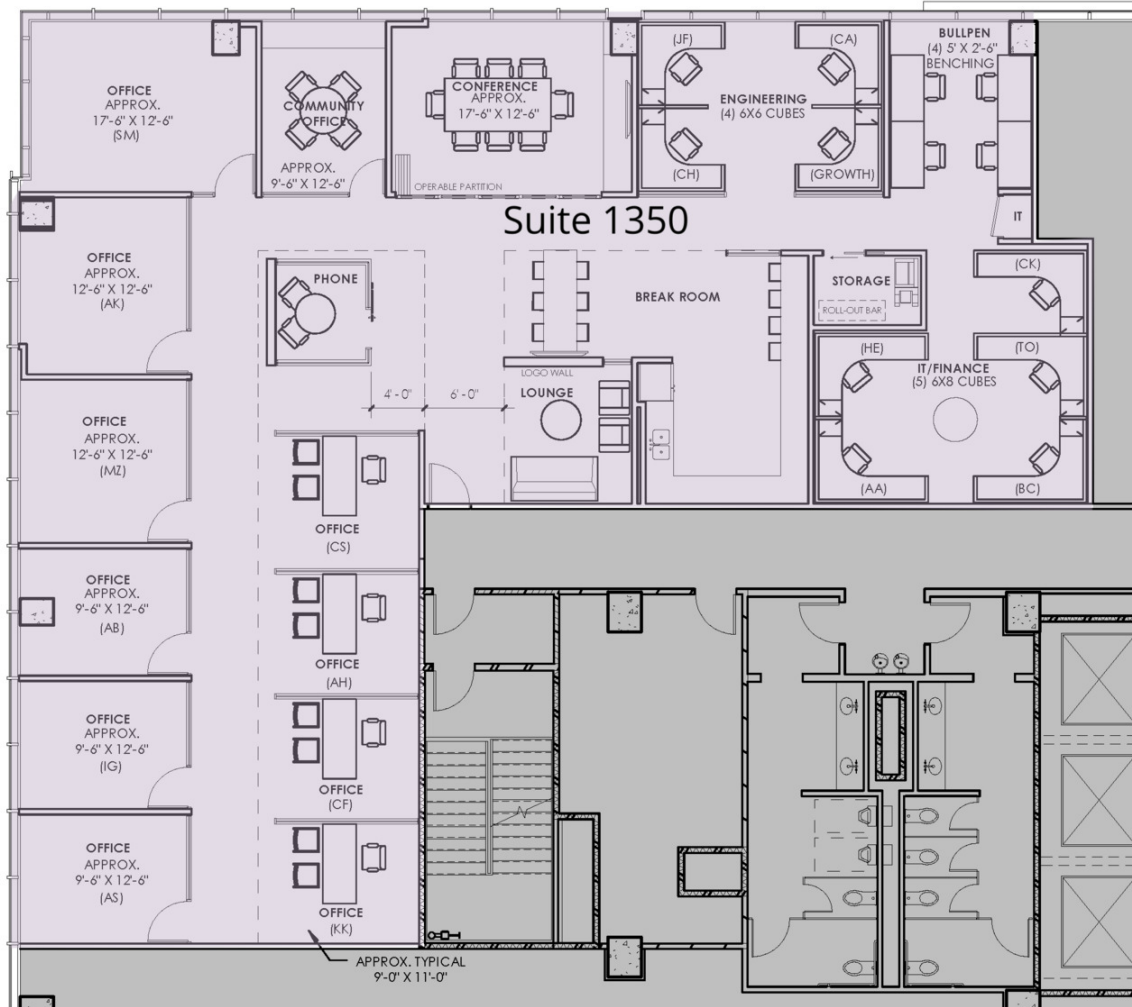 OFFICE
APPROX.
17'-6" X 12'-6"
(SM)
COMMUNITY
OFFICE
APPROX.
9'-6" X 12'-6"
CONFERENCE
APPROX.
17'-6" X 12'-6"
OPERABLE PARTITION
(JF)
(CA)
ENGINEERING
(4) 6X6 CUBES
(CH)
(GROWTH)
BULLPEN
(4) 5' X 2'-6"
BENCHING
IT
Suite 1350
OFFICE
APPROX.
12'-6" X 12'-6"
(AK)
PHONE
BREAK ROOM
STORAGE
ROLL-OUT BAR
(CK)
(HE)
(TO)
IT/FINANCE
(5) 6X8 CUBES
(AA)
(BC)
LOGO WALL
LOUNGE
4'-0"
6'-0"
OFFICE
APPROX.
12'-6" X 12'-6"
(MZ)
OFFICE
(CS)
OFFICE
APPROX.
9'-6" X 12'-6"
(AB)
OFFICE
(AH)
OFFICE
APPROX.
9'-6" X 12'-6"
(IG)
OFFICE
(CF)
OFFICE
APPROX.
9'-6" X 12'-6"
(AS)
OFFICE
(KK)
APPROX. TYPICAL
9'-0" X 11'-0"